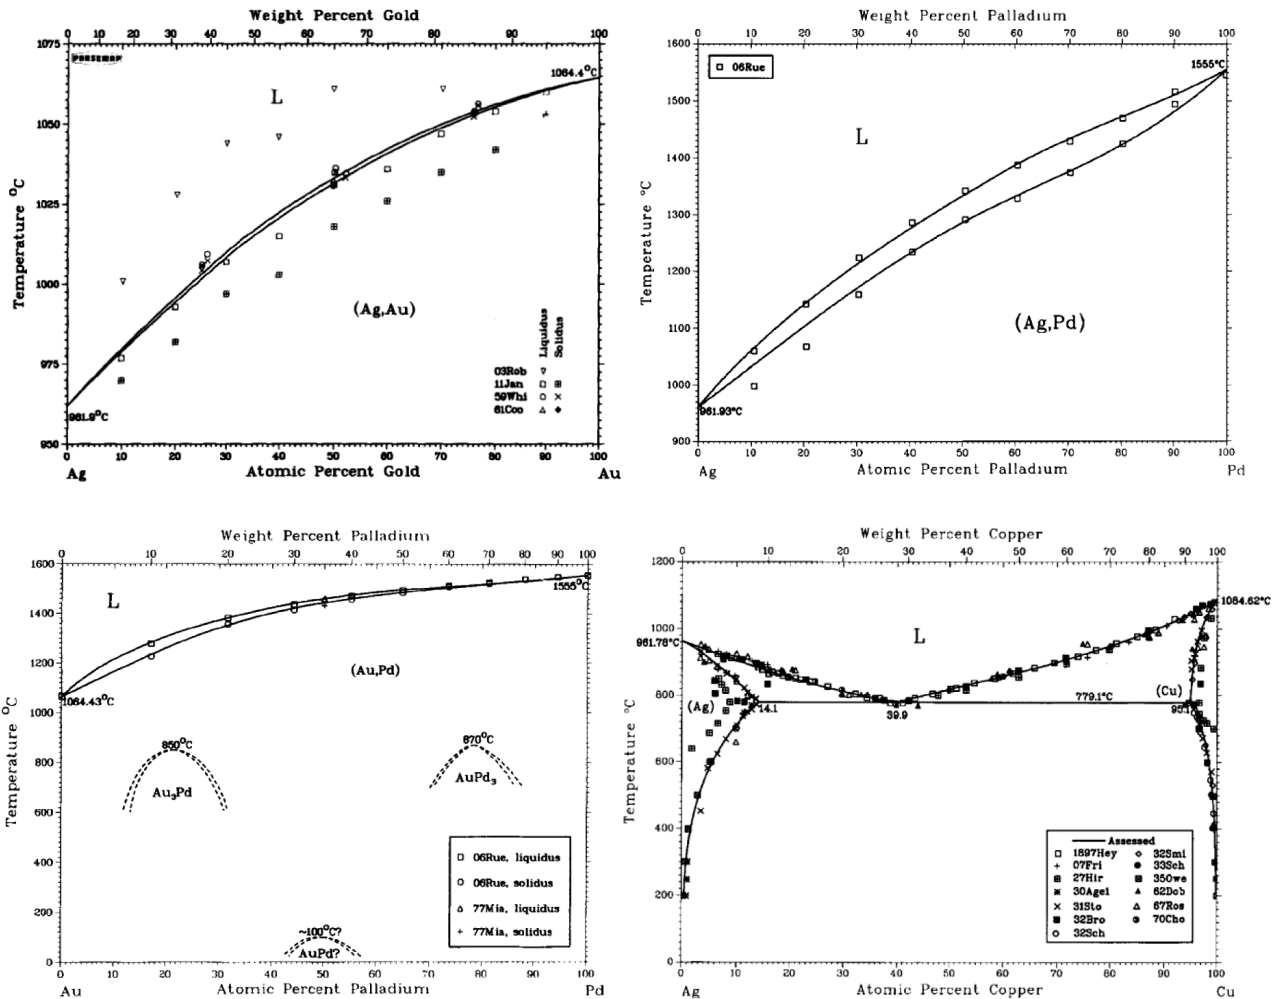 Weight Percent Gold
0 10 20 30 40 50 60 70 80 90 100
1075
1050
1025
1000
975
950
Temperature °C
1064.4°C
L
(Ag,Au)
Liquidus
Solidus
03Rob
11Jan
59Whi
61Coo
961.9°C
0 10 20 30 40 50 60 70 80 90 100
Ag
Atomic Percent Gold
Au
Weight Percent Palladium
0 10 20 30 40 50 60 70 80 90 100
1600
1500
1400
1300
1200
1100
1000
900
Temperature °C
06Rue
1555°C
L
(Ag,Pd)
961.93°C
0 10 20 30 40 50 60 70 80 90 100
Ag
Atomic Percent Palladium
Pd
Weight Percent Palladium
0 10 20 30 40 50 60 70 80 90 100
1600
1400
1200
1000
800
600
400
200
0
Temperature °C
1555°C
L
(Au,Pd)
1064.43°C
850°C
Au₃Pd
870°C
AuPd₃
~100°C?
AuPd?
06Rue, liquidus
06Rue, solidus
77Mia, liquidus
77Mia, solidus
0 10 20 30 40 50 60 70 80 90 100
Au
Atomic Percent Palladium
Pd
Weight Percent Copper
0 10 20 30 40 50 60 70 80 90 100
1200
1000
800
600
400
200
0
Temperature °C
1084.62°C
L
961.78°C
(Ag)
14.1
39.9
779.1°C
(Cu)
95.1
Assessed
1897Hey 32Smi
07Fri 33Sch
27Hir 35Owe
30Age1 62Dob
31Sto 67Ros
32Bro 70Cho
32Sch
0 10 20 30 40 50 60 70 80 90 100
Ag
Atomic Percent Copper
Cu